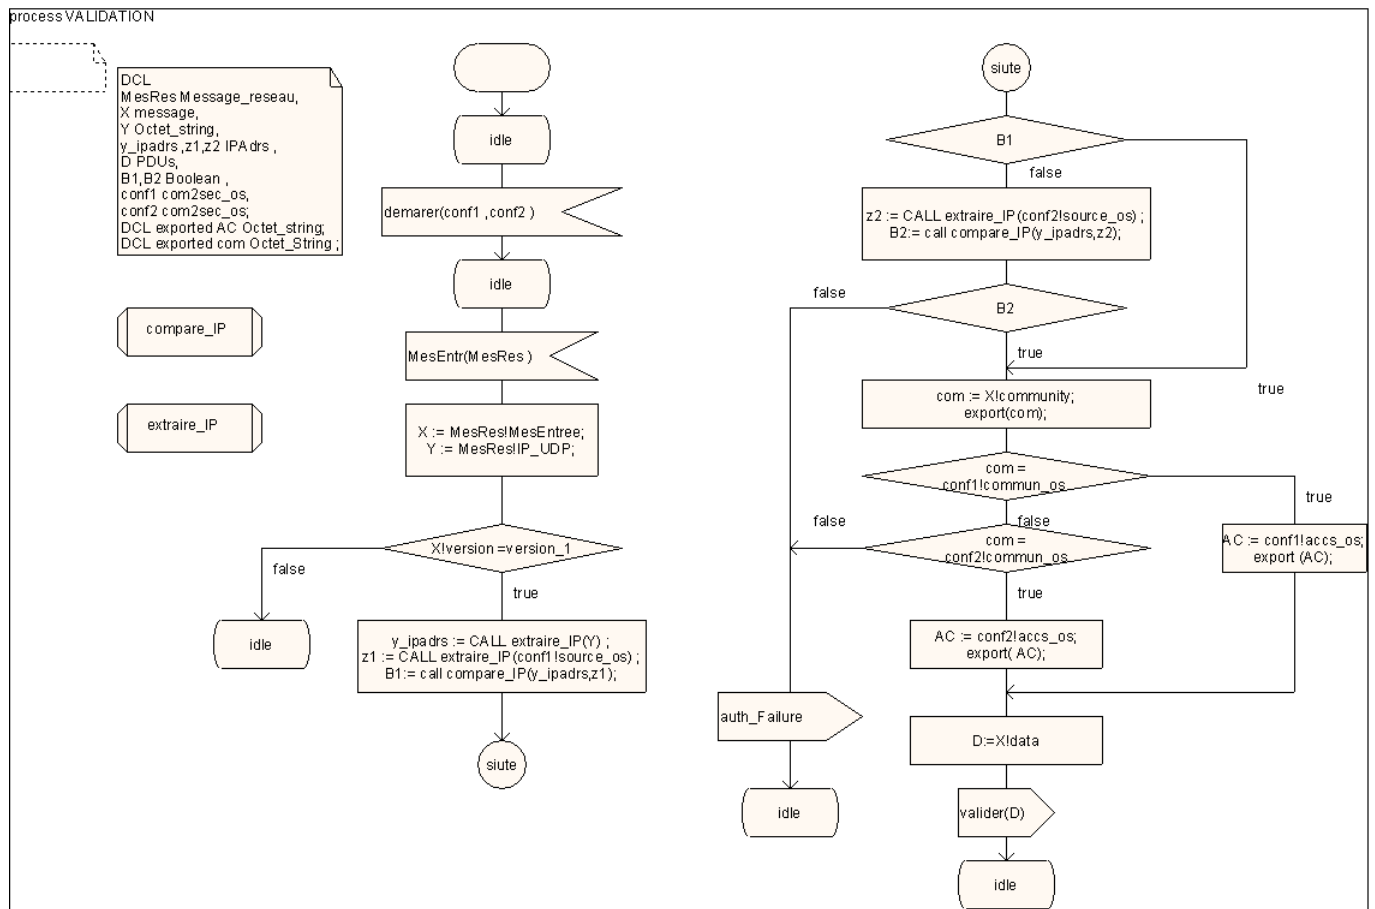 process VALIDATION
DCL
MesRes Message_reseau,
X message,
Y Octet_string,
y_ipadrs ,z1,z2 IPAdrs ,
D PDUs,
B1,B2 Boolean ,
conf1 com2sec_os,
conf2 com2sec_os;
DCL exported AC Octet_string;
DCL exported com Octet_String ;
compare_IP
extraire_IP
idle
demarer(conf1 ,conf2 )
idle
MesEntr(MesRes )
X := MesRes!MesEntree;
Y := MesRes!IP_UDP;
X!version =version_1
false
true
idle
y_ipadrs := CALL extraire_IP(Y) ;
z1 := CALL extraire_IP(conf1!source_os) ;
B1:= call compare_IP(y_ipadrs,z1);
siute
siute
B1
false
true
z2 := CALL extraire_IP(conf2!source_os) ;
B2:= call compare_IP(y_ipadrs,z2);
B2
false
true
com := X!community;
export(com);
com =
conf1!commun_os
true
false
AC := conf1!accs_os;
export (AC);
com =
conf2!commun_os
false
true
AC := conf2!accs_os;
export( AC);
auth_Failure
idle
D:=X!data
valider(D)
idle